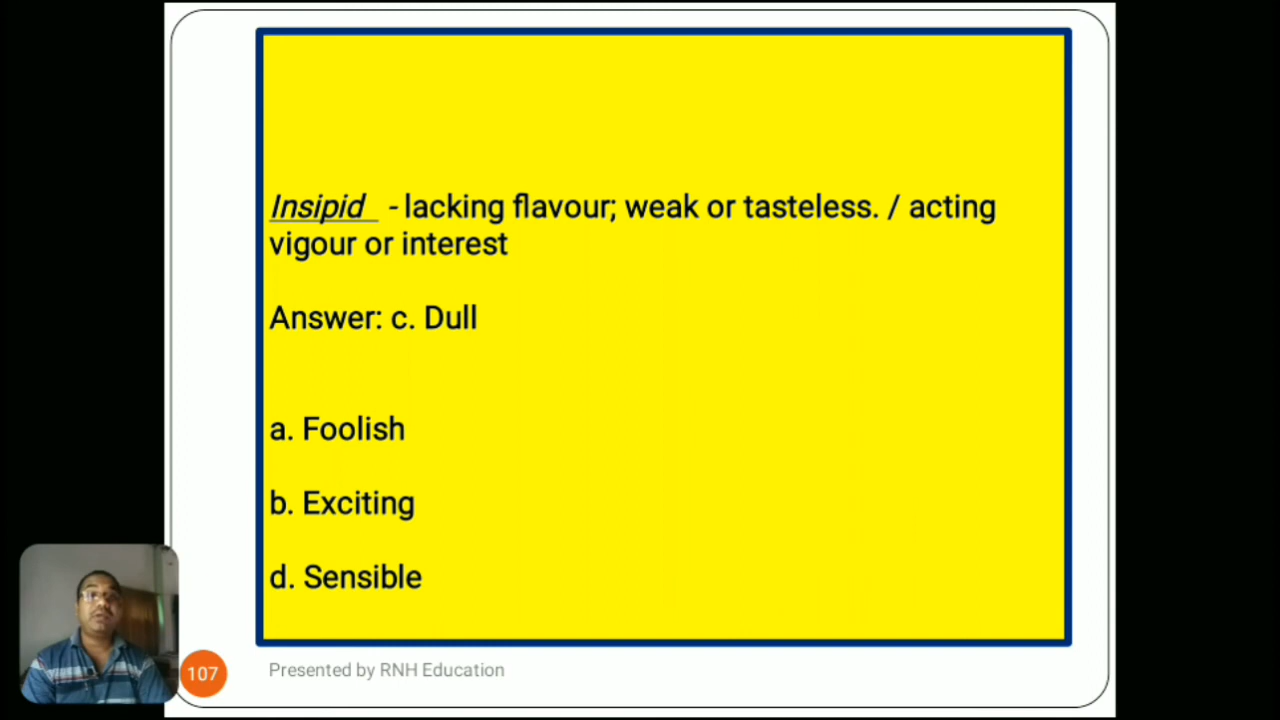 Insipid - lacking flavour; weak or tasteless. / acting
vigour or interest
Answer: c. Dull
a. Foolish
b. Exciting
d. Sensible
107
Presented by RNH Education